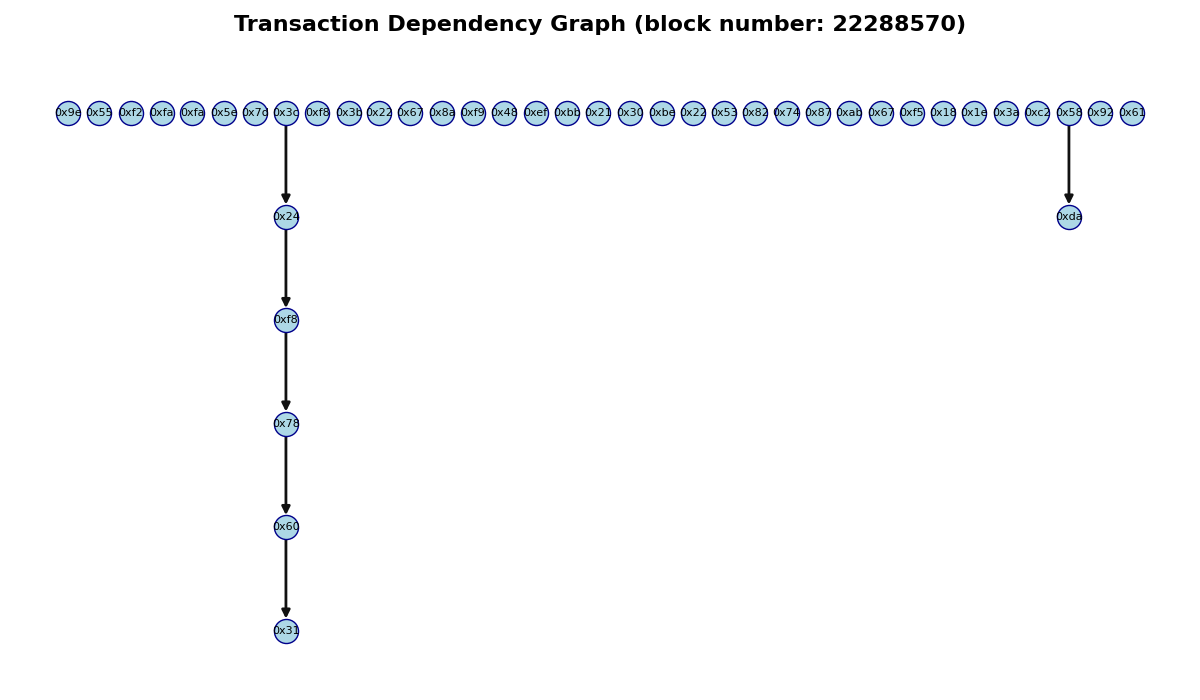 Transaction Dependency Graph (block number: 22288570)
0x9e 0x55 0xf2 0xfa 0xfa 0x5e 0x7d 0x3c 0xf8 0x3b 0x22 0x67 0x8a 0xf9 0x48 0xef 0xbb 0x21 0x30 0xbe 0x22 0x53 0x82 0x74 0x87 0xab 0x67 0xf5 0x18 0x1e 0x3a 0xc2 0x58 0x92 0x61
0x24 0xda
0xf8
0x78
0x60
0x31